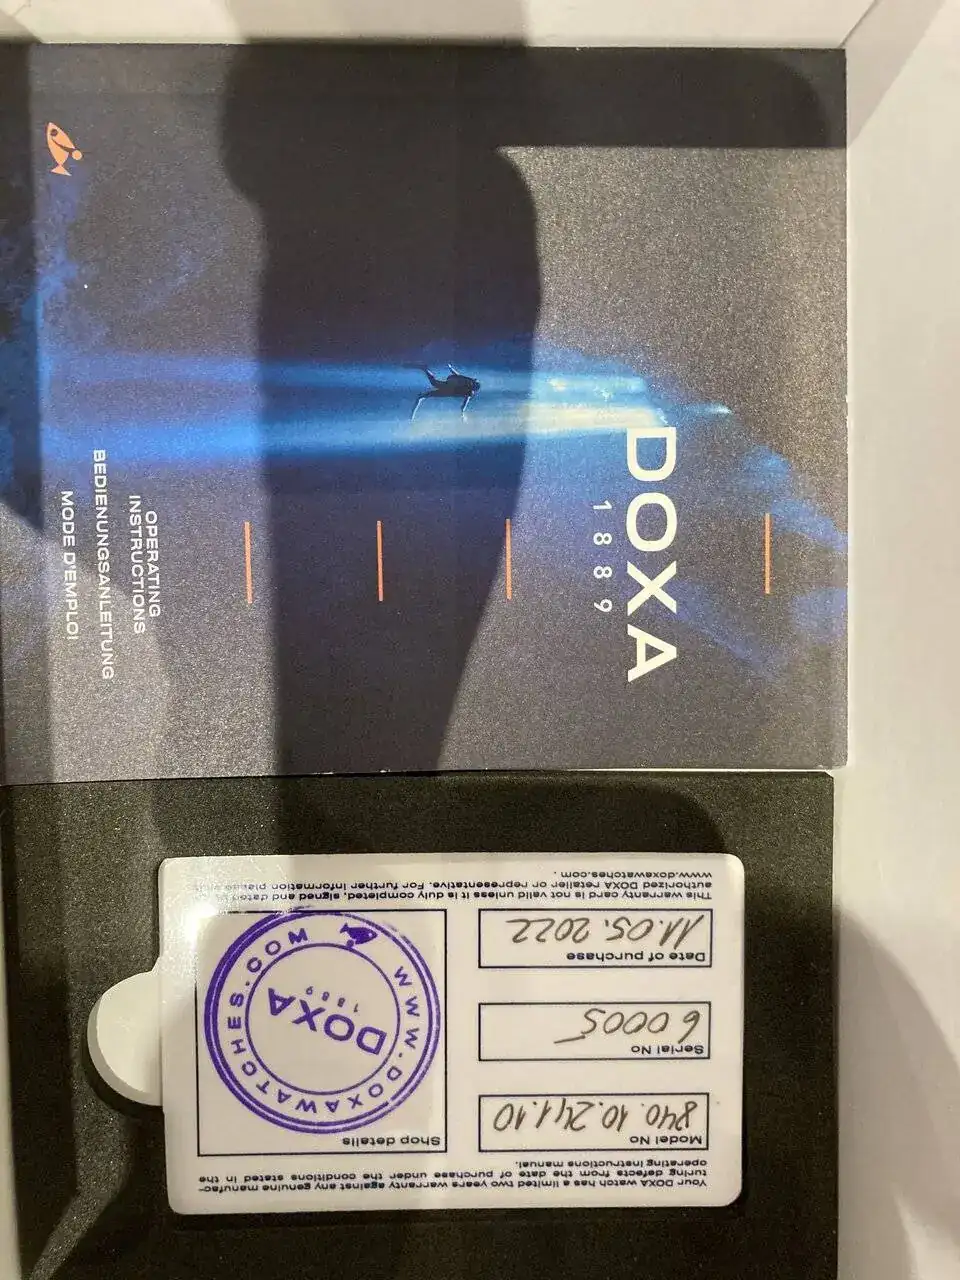 DOXA
1889
OPERATING
INSTRUCTIONS
BEDIENUNGSANLEITUNG
MODE D'EMPLOI
Your DOXA watch has a limited two years warranty against any genuine manufac-
turing defects from the date of purchase under the conditions stated in the
operating instructions manual.
Model No
840.10.241.10
Serial No
60005
Date of purchase
11.05.2022
Shop details
WWW.DOXAWATCHES.COM
DOXA
1889
This warranty card is not valid unless it is duly completed, signed and dated
authorized DOXA retailer or representative. For further information please
www.doxawatches.com.